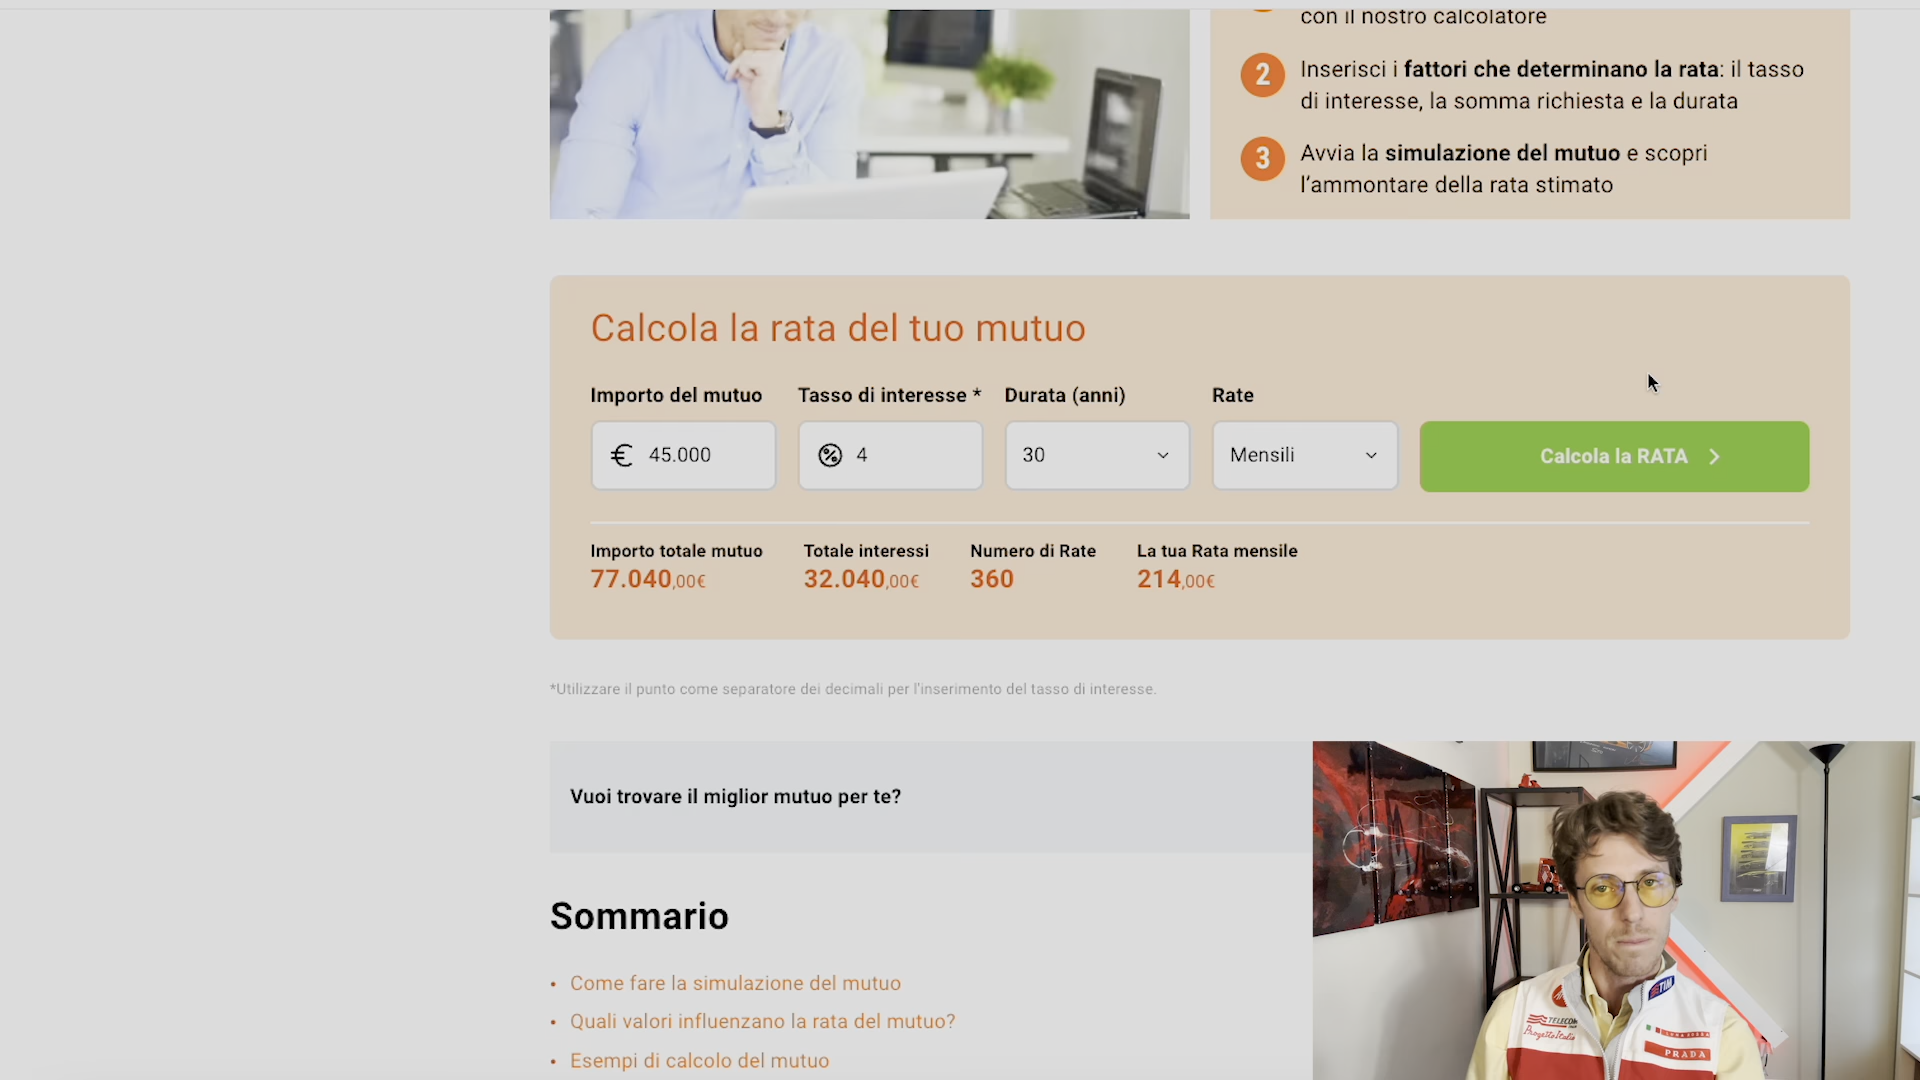 con il nostro calcolatore
2 Inserisci i fattori che determinano la rata: il tasso
di interesse, la somma richiesta e la durata
3 Avvia la simulazione del mutuo e scopri
l'ammontare della rata stimato
Calcola la rata del tuo mutuo
Importo del mutuo Tasso di interesse * Durata (anni) Rate
€ 45.000 % 4 30 Mensili Calcola la RATA
Importo totale mutuo Totale interessi Numero di Rate La tua Rata mensile
77.040,00€ 32.040,00€ 360 214,00€
*Utilizzare il punto come separatore dei decimali per l'inserimento del tasso di interesse.
Vuoi trovare il miglior mutuo per te?
Sommario
• Come fare la simulazione del mutuo
• Quali valori influenzano la rata del mutuo?
• Esempi di calcolo del mutuo
TIM
TELECOM
Progetto Italia
PRADA